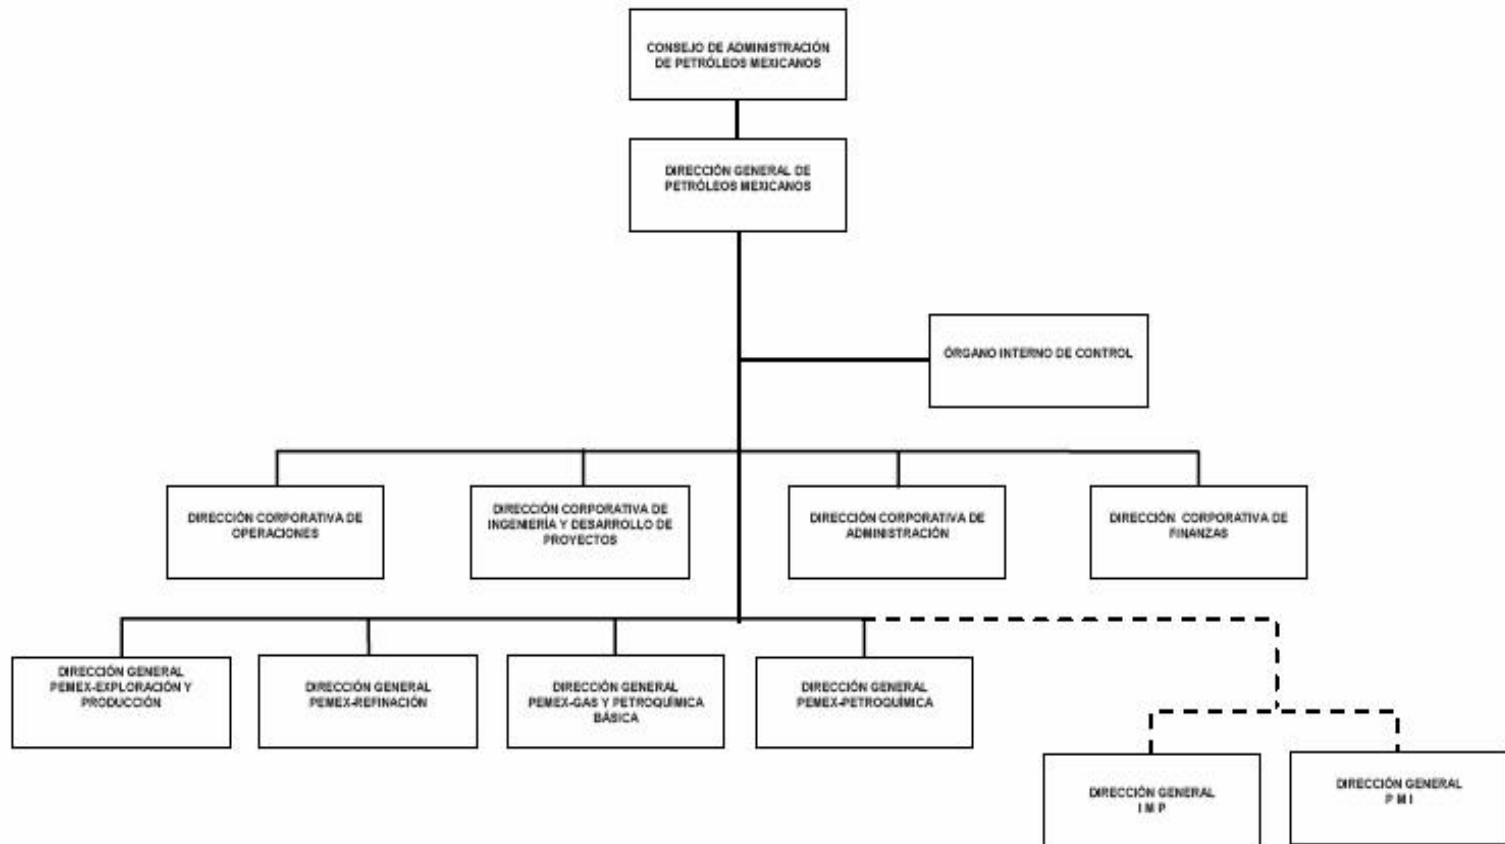 CONSEJO DE ADMINISTRACIÓN
DE PETRÓLEOS MEXICANOS
DIRECCIÓN GENERAL DE
PETRÓLEOS MEXICANOS
ÓRGANO INTERNO DE CONTROL
DIRECCIÓN CORPORATIVA DE
OPERACIONES
DIRECCIÓN CORPORATIVA DE
INGENIERÍA Y DESARROLLO DE
PROYECTOS
DIRECCIÓN CORPORATIVA DE
ADMINISTRACIÓN
DIRECCIÓN CORPORATIVA DE
FINANZAS
DIRECCIÓN GENERAL
PEMEX-EXPLORACIÓN Y
PRODUCCIÓN
DIRECCIÓN GENERAL
PEMEX-REFINACIÓN
DIRECCIÓN GENERAL
PEMEX-GAS Y PETROQUÍMICA
BÁSICA
DIRECCIÓN GENERAL
PEMEX-PETROQUÍMICA
DIRECCIÓN GENERAL
I M P
DIRECCIÓN GENERAL
P M I